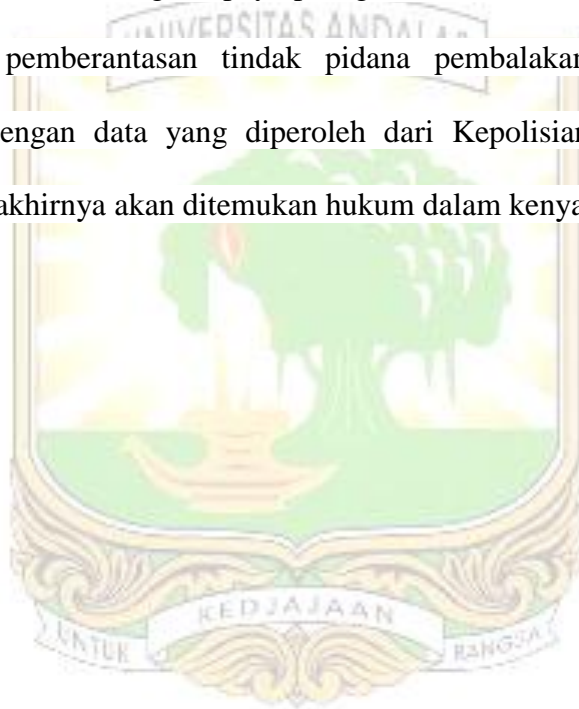 UNIVERSITAS ANDALAS
pemberantasan tindak pidana pembalakar
engan data yang diperoleh dari Kepolisian
akhirnya akan ditemukan hukum dalam kenya
KEDJAJAAN
UNTUK BANGSA